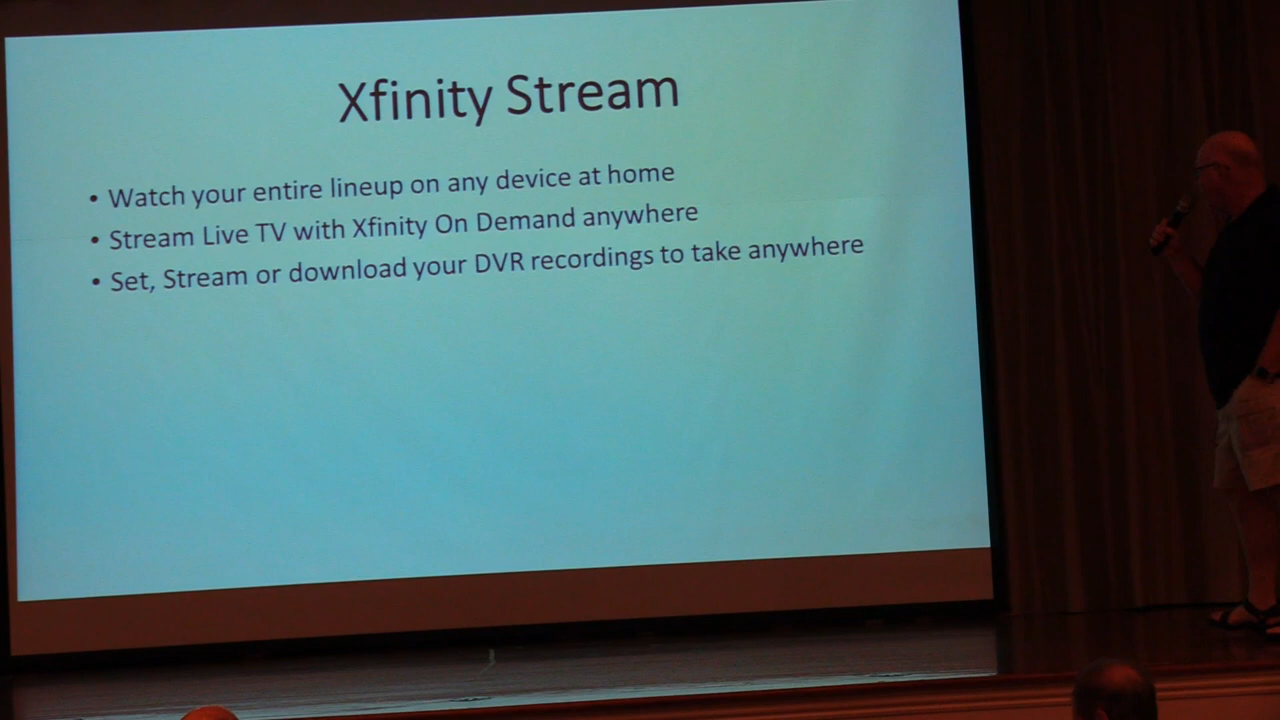 Xfinity Stream
• Watch your entire lineup on any device at home
• Stream Live TV with Xfinity On Demand anywhere
• Set, Stream or download your DVR recordings to take anywhere